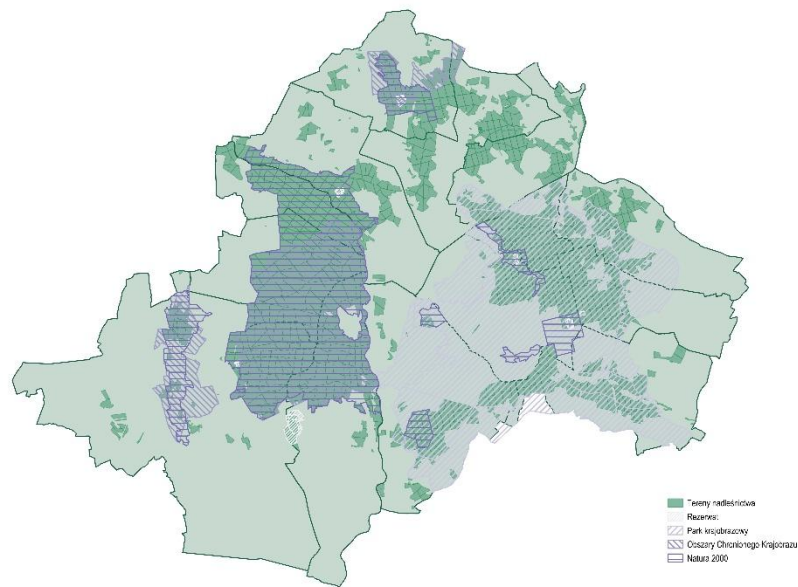 Tereny nadleśnictwa
Rezerwat
Park krajobrazowy
Obszary Chronionego Krajobrazu
Natura 2000